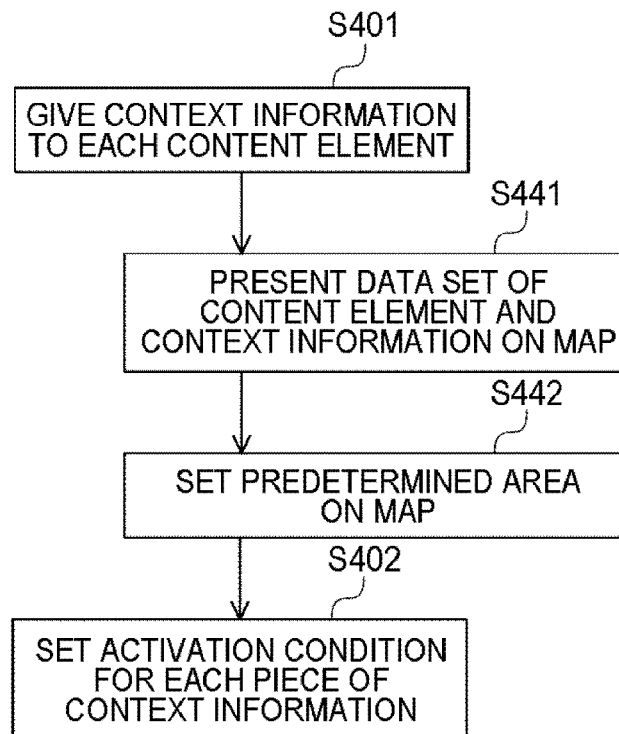 S401
GIVE CONTEXT INFORMATION
TO EACH CONTENT ELEMENT
S441
PRESENT DATA SET OF
CONTENT ELEMENT AND
CONTEXT INFORMATION ON MAP
S442
SET PREDETERMINED AREA
ON MAP
S402
SET ACTIVATION CONDITION
FOR EACH PIECE OF
CONTEXT INFORMATION